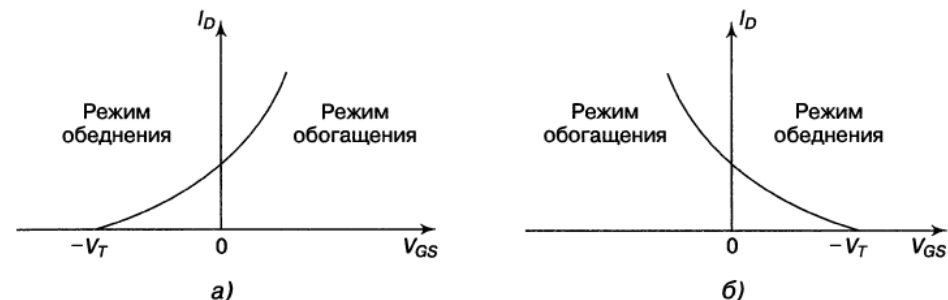 I_D
Режим
обеднения
Режим
обогащения
−V_T
0
V_GS
а)
I_D
Режим
обогащения
Режим
обеднения
0
−V_T
V_GS
б)